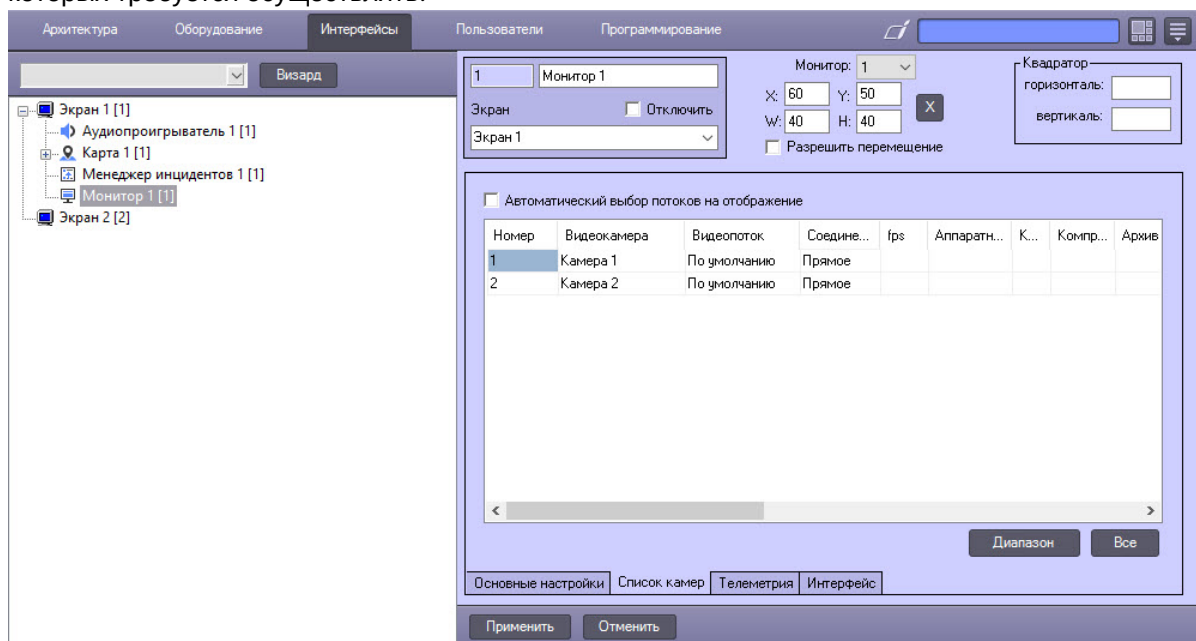 Архитектура Оборудование Интерфейсы Пользователи Программирование
Визард
Экран 1 [1]
Аудиопроигрыватель 1 [1]
Карта 1 [1]
Менеджер инцидентов 1 [1]
Монитор 1 [1]
Экран 2 [2]
1 Монитор 1
Экран Отключить
Экран 1
Монитор: 1
X: 60 Y: 50
W: 40 H: 40
X
Разрешить перемещение
Квадратор
горизонталь:
вертикаль:
Автоматический выбор потоков на отображение
Номер Видеокамера Видеопоток Соедине... fps Аппаратн... К... Компр... Архив
1 Камера 1 По умолчанию Прямое
2 Камера 2 По умолчанию Прямое
Диапазон Все
Основные настройки Список камер Телеметрия Интерфейс
Применить Отменить